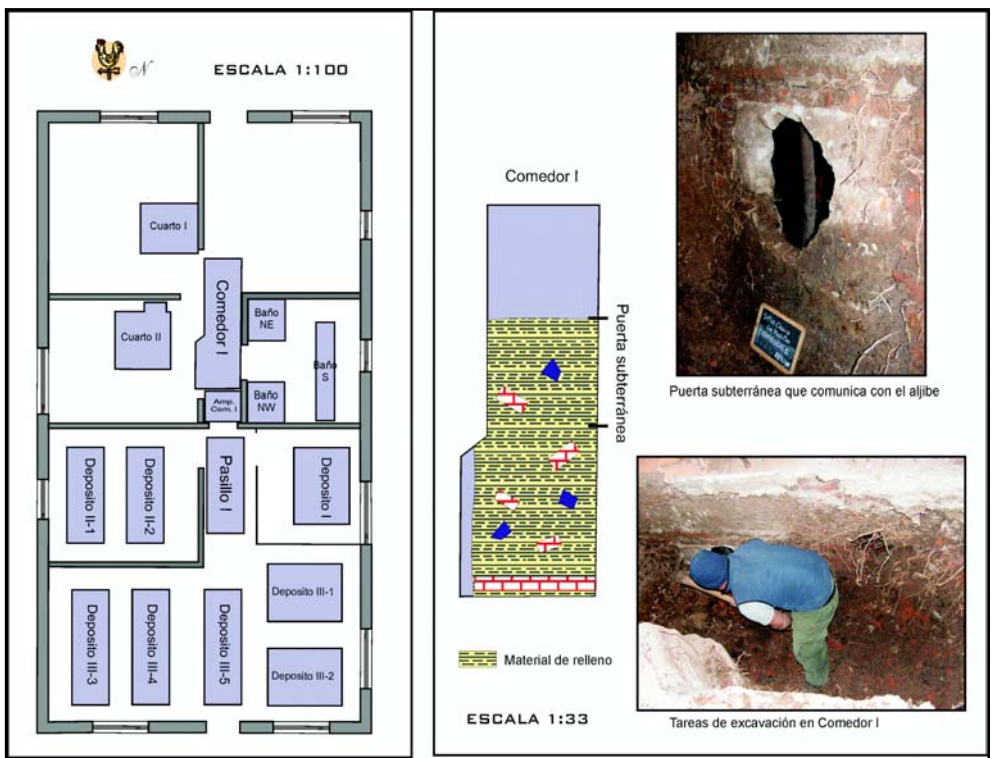 N
ESCALA 1:100
Cuarto I
Comedor I
Cuarto II
Baño
NE
Baño
S
Amp.
Com. I
Baño
NW
Deposito II-1
Deposito II-2
Pasillo I
Deposito I
Deposito III-1
Deposito III-3
Deposito III-4
Deposito III-5
Deposito III-2
Comedor I
Puerta subterránea
Material de relleno
ESCALA 1:33
Puerta subterránea que comunica con el aljibe
Tareas de excavación en Comedor I